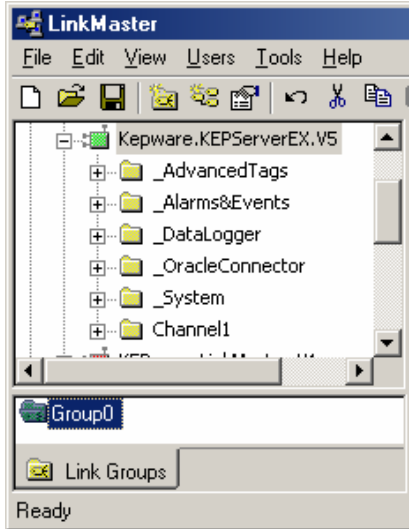 LinkMaster
File Edit View Users Tools Help
Kepware.KEPServerEX.V5
_AdvancedTags
_Alarms&Events
_DataLogger
_OracleConnector
_System
Channel1
Group0
Link Groups
Ready